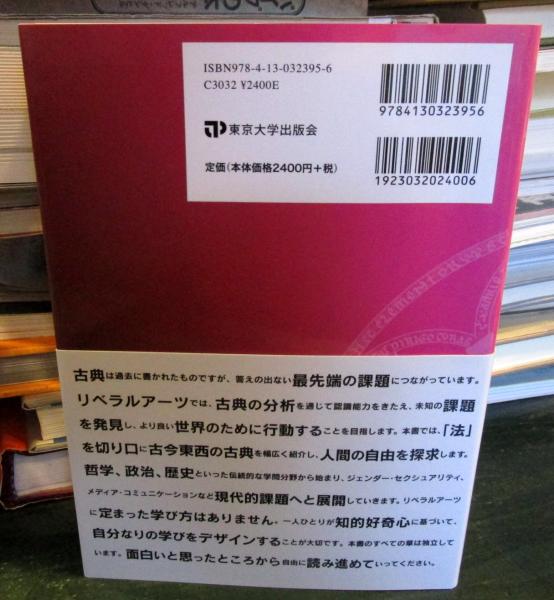 ISBN978-4-13-032395-6
C3032 ¥2400E
9784130323956
東京大学出版会
定価(本体価格2400円+税)
1923032024006
古典は過去に書かれたものですが、答えの出ない最先端の課題につながっています。
リベラルアーツでは、古典の分析を通じて認識能力をきたえ、未知の課題
を発見し、より良い世界のために行動することを目指します。本書では、「法」
を切り口に古今東西の古典を幅広く紹介し、人間の自由を探求します。
哲学、政治、歴史といった伝統的な学問分野から始まり、ジェンダー・セクシュアリティ、
メディア・コミュニケーションなど現代的課題へと展開していきます。リベラルアーツ
に定まった学び方はありません。一人ひとりが知的好奇心に基づいて、
自分なりの学びをデザインすることが大切です。本書のすべての章は独立して
います。面白いと思ったところから自由に読み進めていってください。